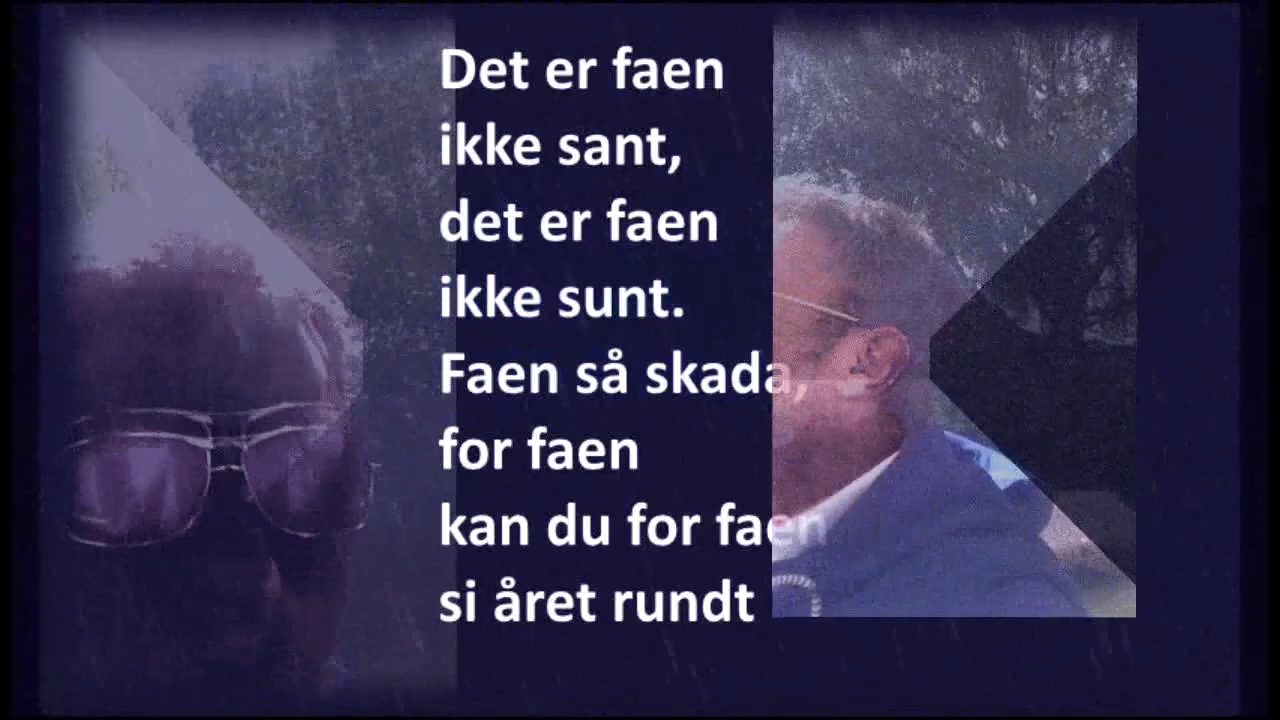 Det er faen
ikke sant,
det er faen
ikke sunt.
Faen så skada,
for faen
kan du for faen
si året rundt